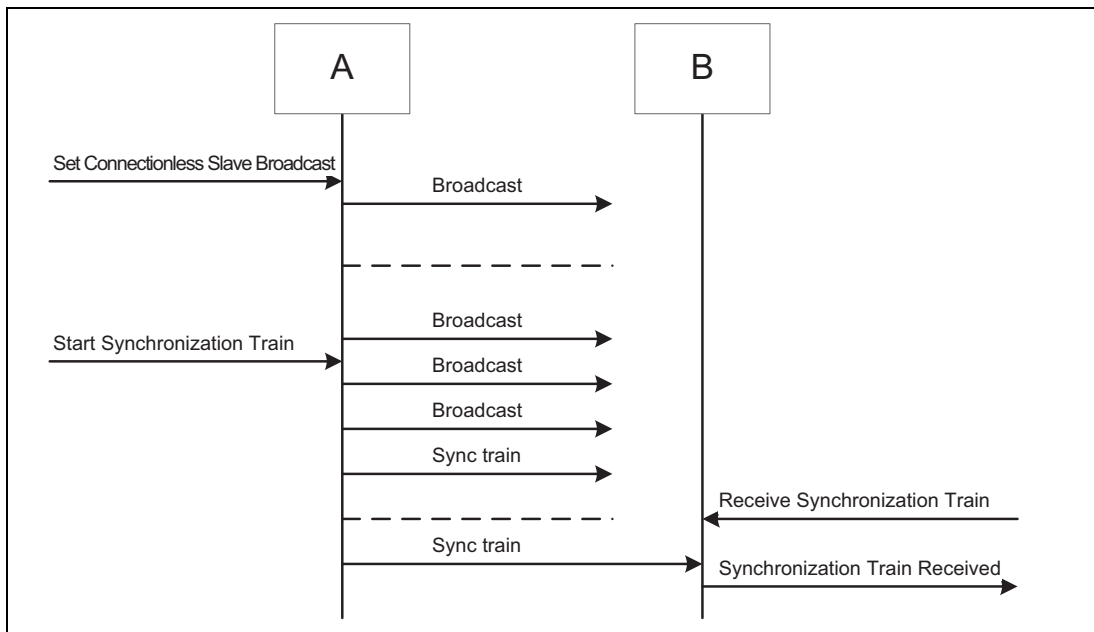 A
B
Set Connectionless Slave Broadcast
Broadcast
Broadcast
Start Synchronization Train
Broadcast
Broadcast
Sync train
Receive Synchronization Train
Sync train
Synchronization Train Received